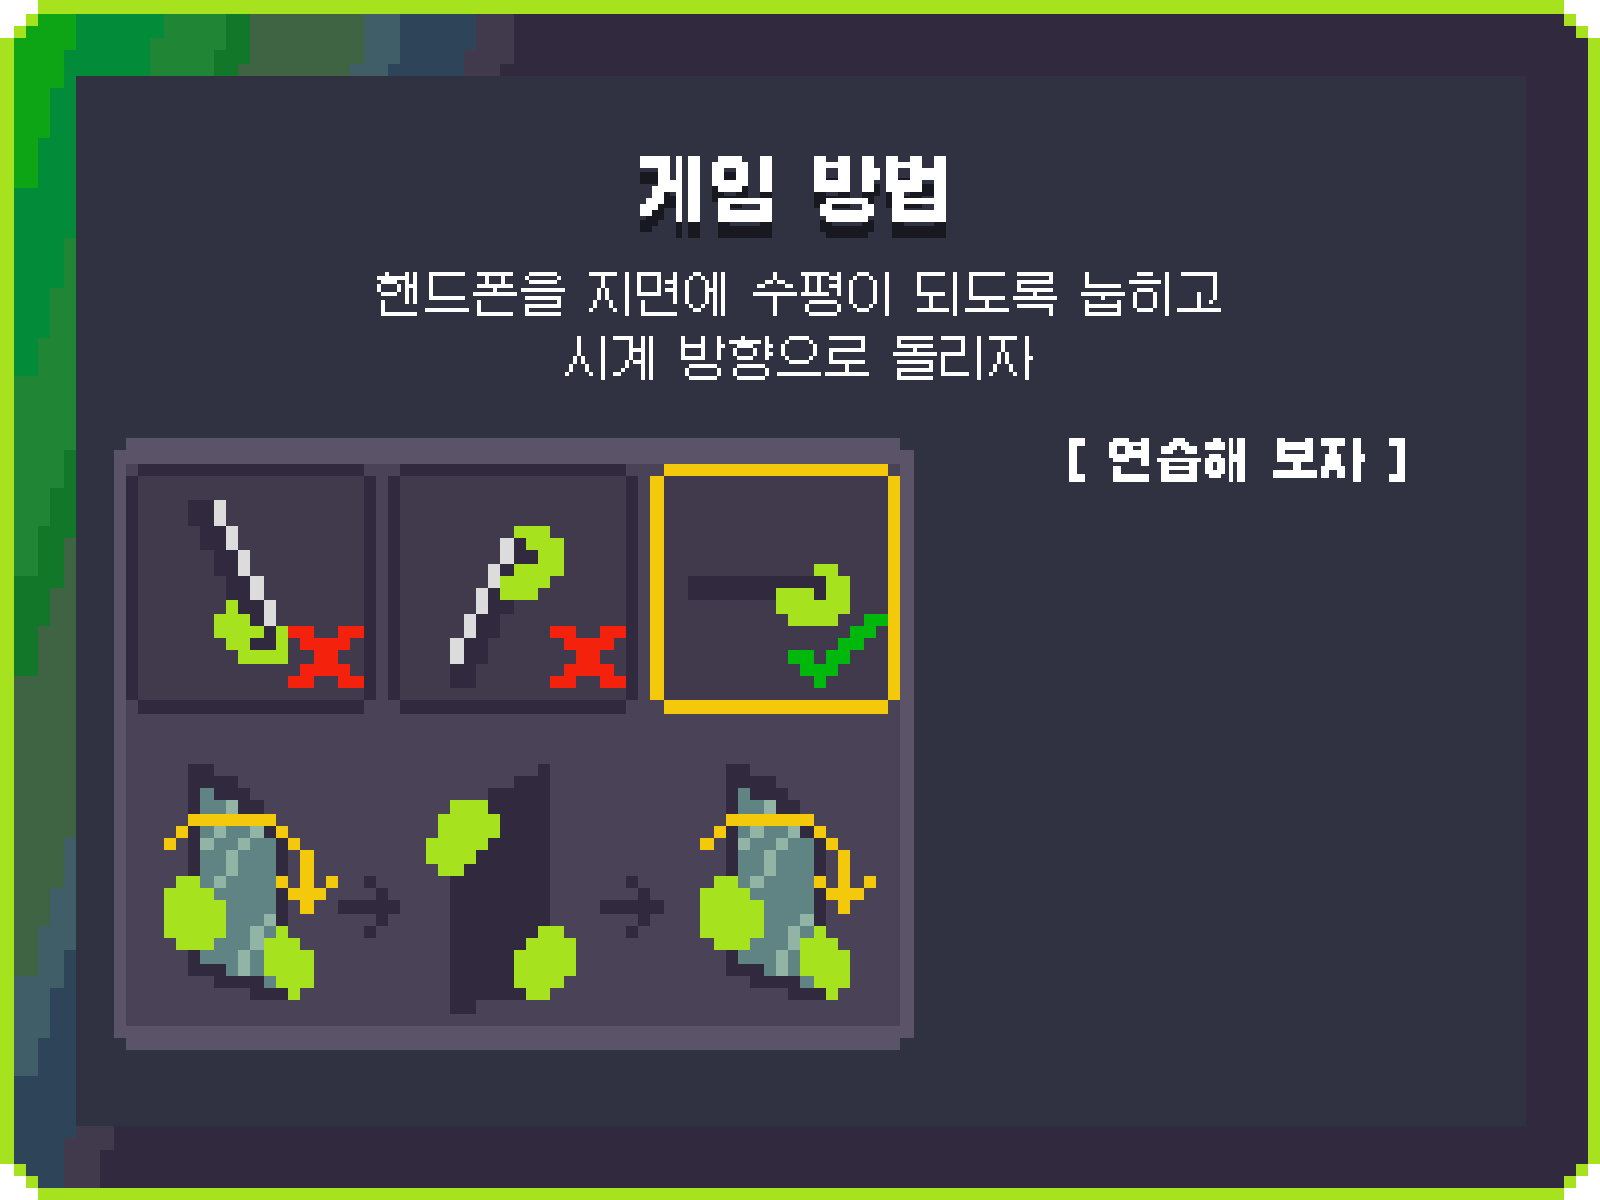 게임 방법
핸드폰을 지면에 수평이 되도록 눕히고
시계 방향으로 돌리자
[ 연습해 보자 ]